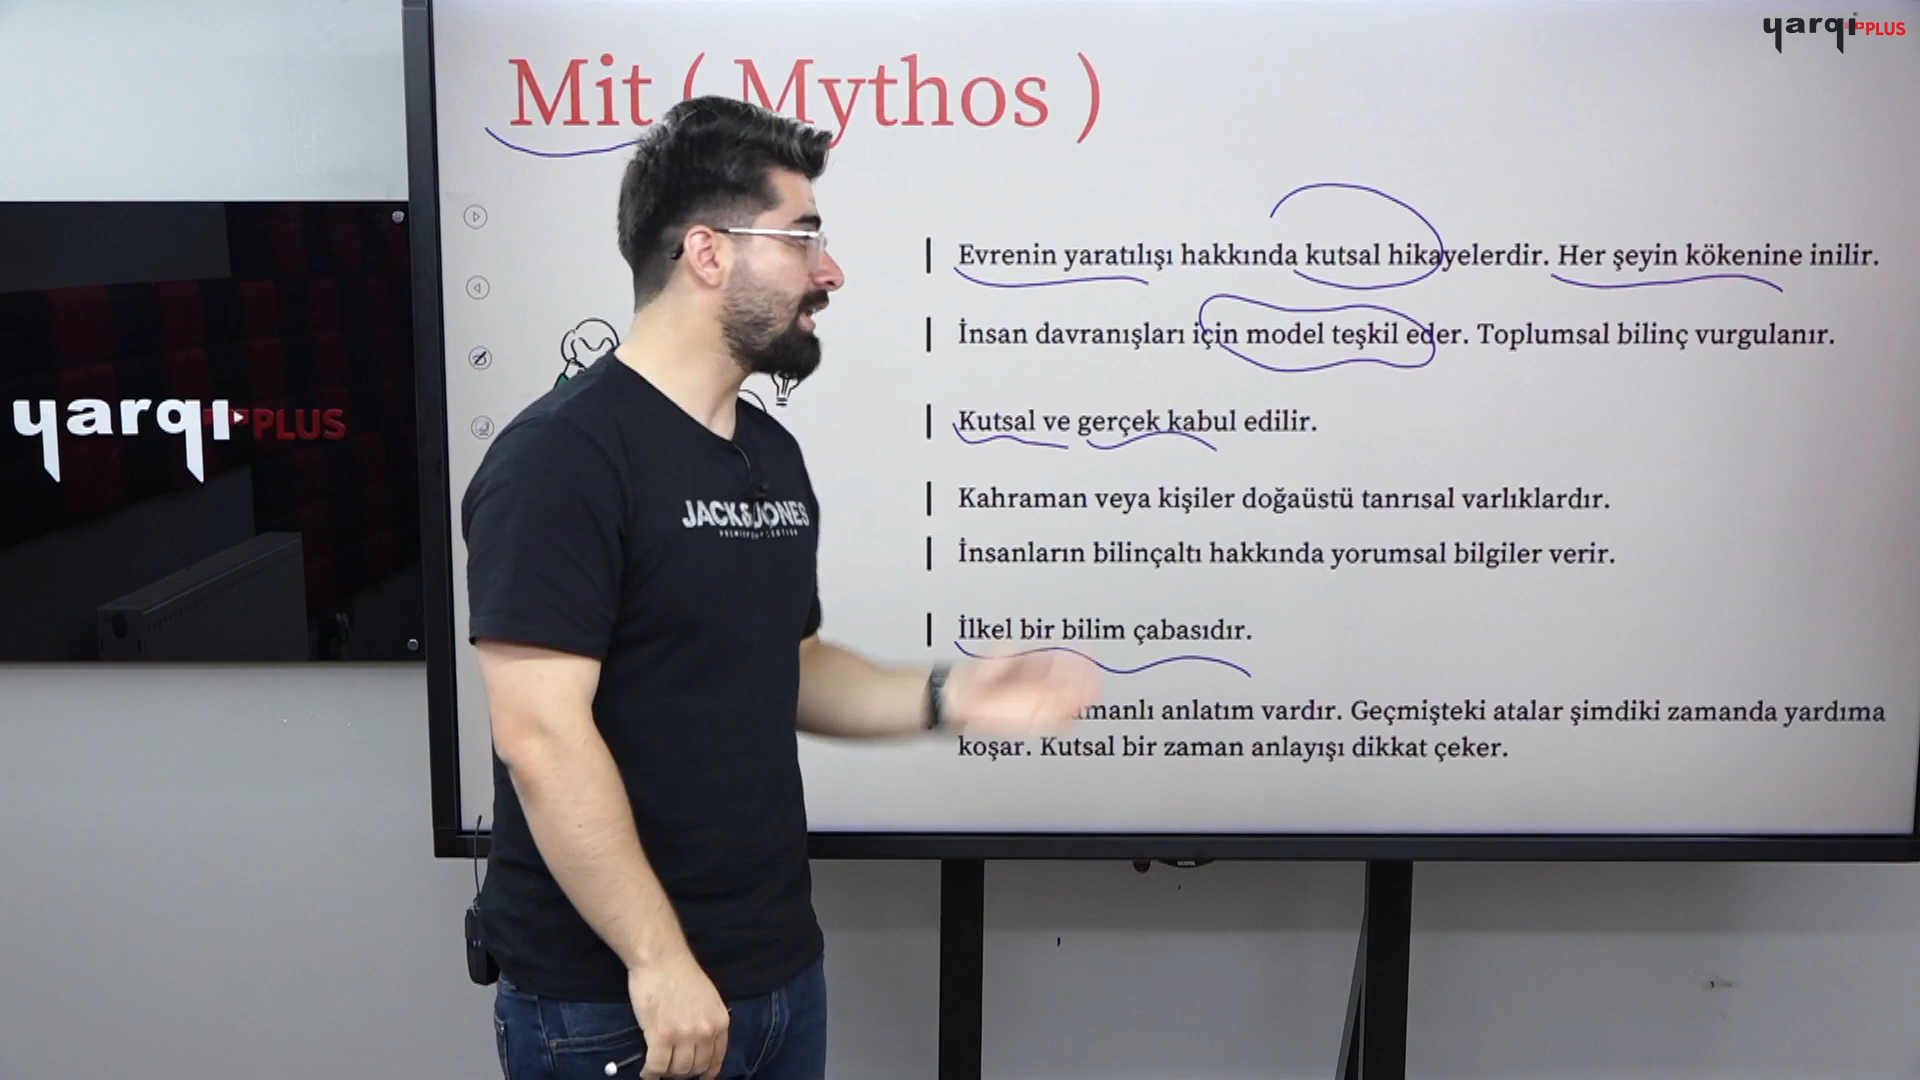 yarqi PLUS
Mit ( Mythos )
Evrenin yaratılışı hakkında kutsal hikayelerdir. Her şeyin kökenine inilir.
İnsan davranışları için model teşkil eder. Toplumsal bilinç vurgulanır.
Kutsal ve gerçek kabul edilir.
Kahraman veya kişiler doğaüstü tanrısal varlıklardır.
İnsanların bilinçaltı hakkında yorumsal bilgiler verir.
İlkel bir bilim çabasıdır.
amanlı anlatım vardır. Geçmişteki atalar şimdiki zamanda yardıma
koşar. Kutsal bir zaman anlayışı dikkat çeker.
yarqi PLUS
JACK&JONES